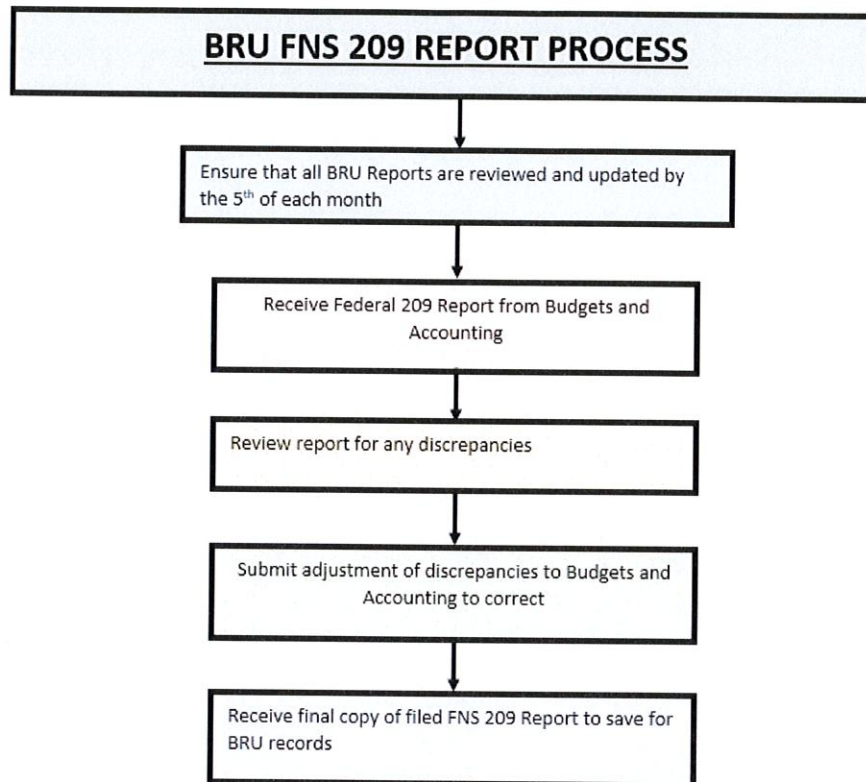 BRU FNS 209 REPORT PROCESS
Ensure that all BRU Reports are reviewed and updated by
the 5th of each month
Receive Federal 209 Report from Budgets and
Accounting
Review report for any discrepancies
Submit adjustment of discrepancies to Budgets and
Accounting to correct
Receive final copy of filed FNS 209 Report to save for
BRU records